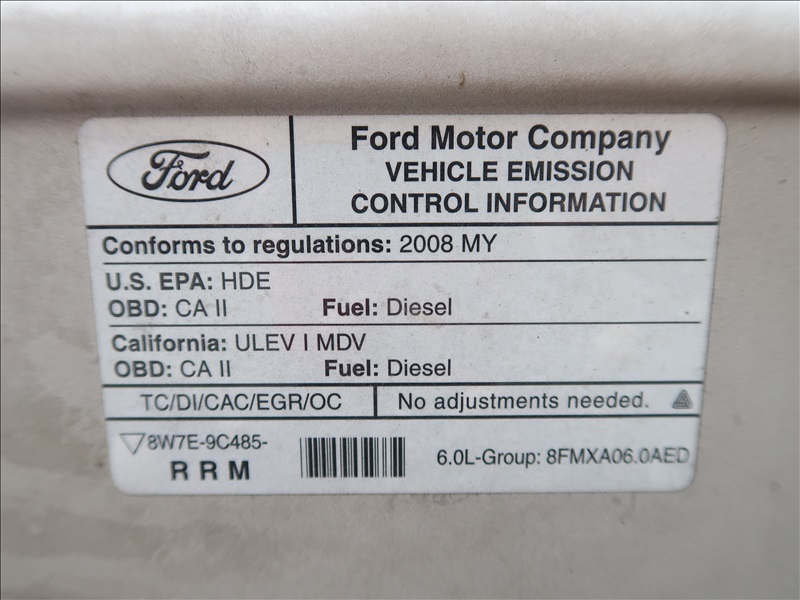 Ford
Ford Motor Company
VEHICLE EMISSION
CONTROL INFORMATION
Conforms to regulations: 2008 MY
U.S. EPA: HDE
OBD: CA II Fuel: Diesel
California: ULEV I MDV
OBD: CA II Fuel: Diesel
TC/DI/CAC/EGR/OC No adjustments needed.
8W7E-9C485-
R R M
6.0L-Group: 8FMXA06.0AED